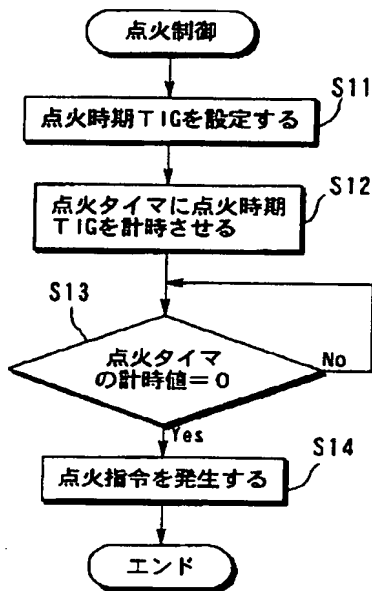 点火制御
S11
点火時期TIGを設定する
S12
点火タイマに点火時期
TIGを計時させる
S13
点火タイマ
の計時値=0
No
Yes
S14
点火指令を発生する
エンド